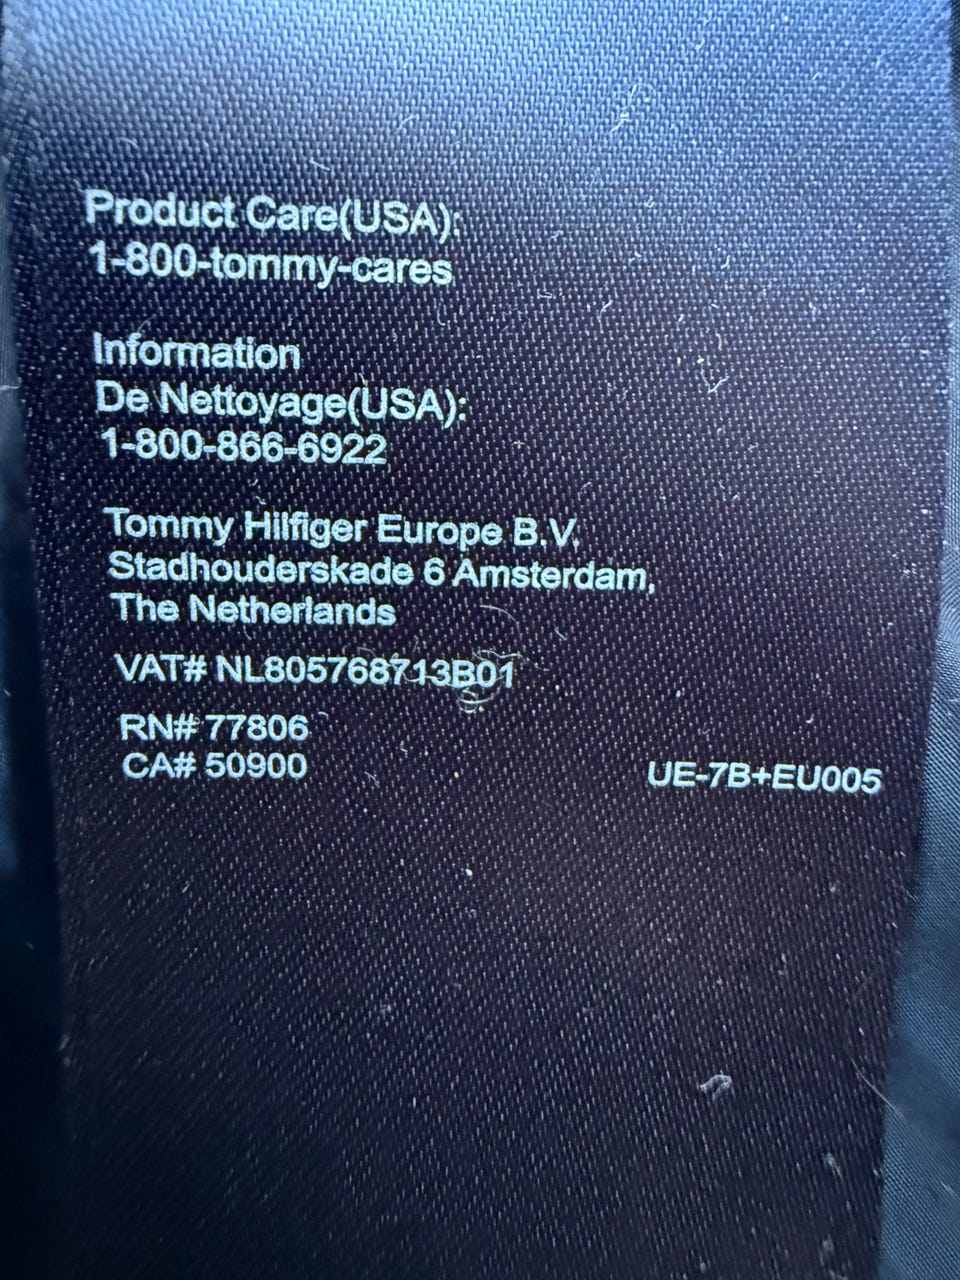 Product Care(USA):
1-800-tommy-cares
Information
De Nettoyage(USA):
1-800-866-6922
Tommy Hilfiger Europe B.V.
Stadhouderskade 6 Amsterdam,
The Netherlands
VAT# NL805768713B01
RN# 77806
CA# 50900
UE-7B+EU005